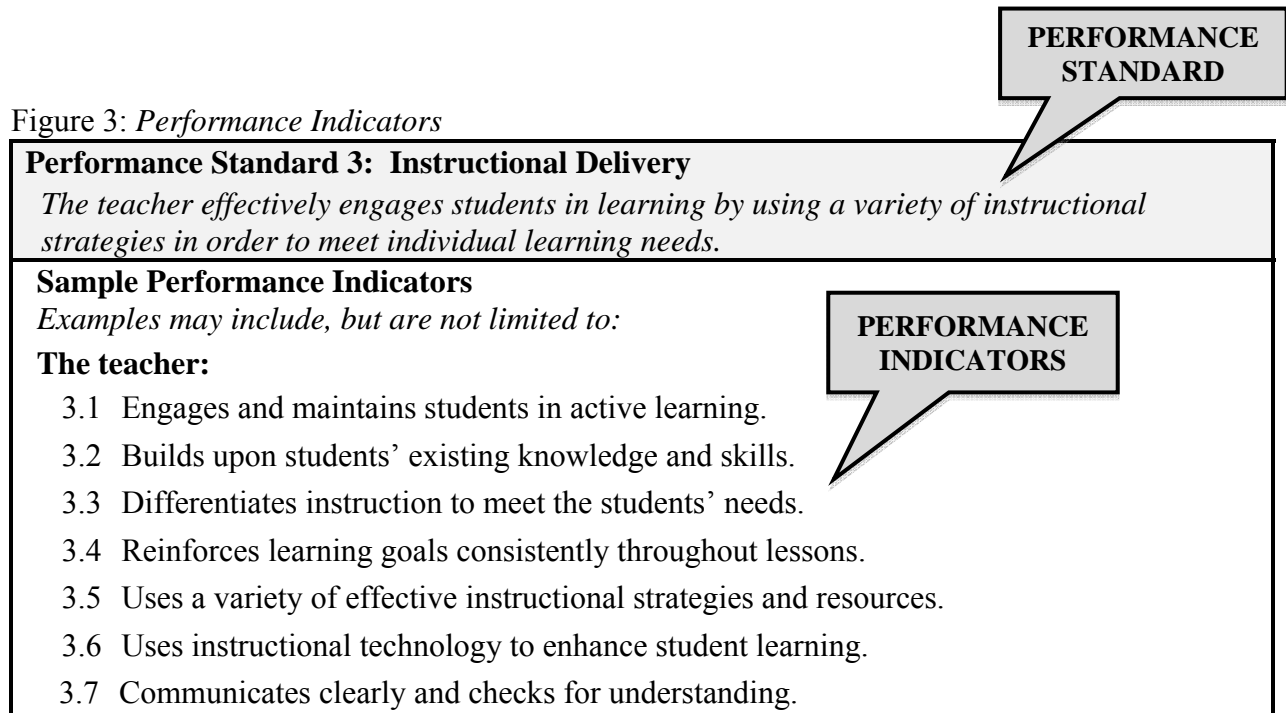 PERFORMANCE
STANDARD
Figure 3: Performance Indicators
Performance Standard 3: Instructional Delivery
The teacher effectively engages students in learning by using a variety of instructional
strategies in order to meet individual learning needs.
Sample Performance Indicators
Examples may include, but are not limited to:
PERFORMANCE
INDICATORS
The teacher:
3.1 Engages and maintains students in active learning.
3.2 Builds upon students’ existing knowledge and skills.
3.3 Differentiates instruction to meet the students’ needs.
3.4 Reinforces learning goals consistently throughout lessons.
3.5 Uses a variety of effective instructional strategies and resources.
3.6 Uses instructional technology to enhance student learning.
3.7 Communicates clearly and checks for understanding.